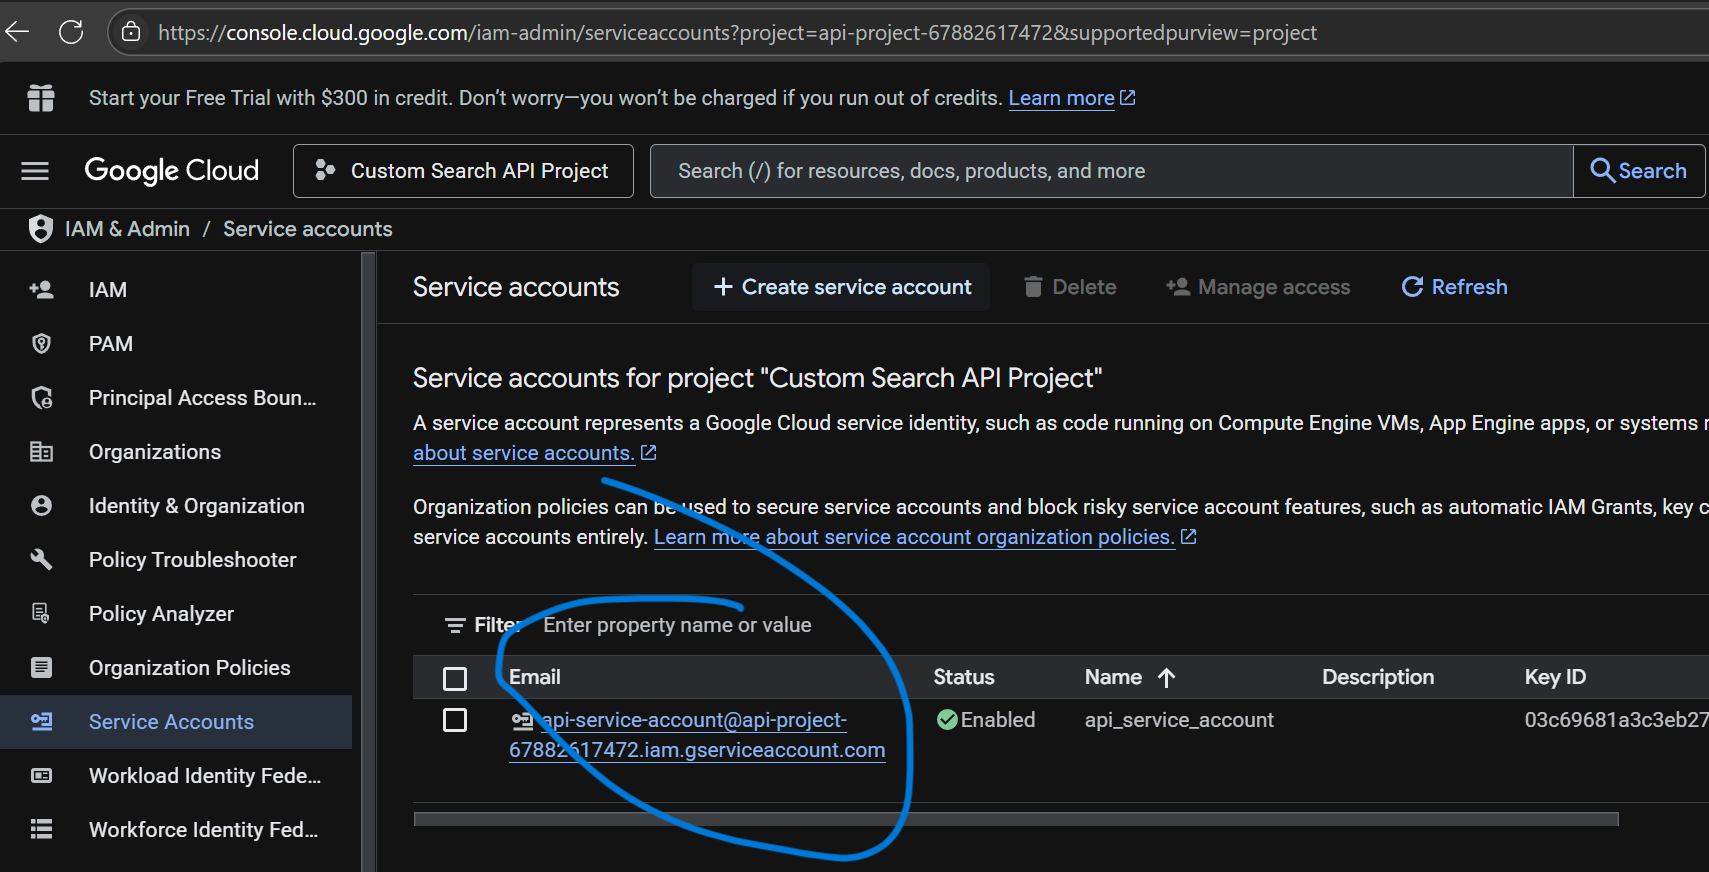 https://console.cloud.google.com/iam-admin/serviceaccounts?project=api-project-67882617472&supportedpurview=project
Start your Free Trial with $300 in credit. Don’t worry—you won’t be charged if you run out of credits. Learn more
Google Cloud
Custom Search API Project
Search (/) for resources, docs, products, and more
Search
IAM & Admin / Service accounts
IAM
PAM
Principal Access Boun...
Organizations
Identity & Organization
Policy Troubleshooter
Policy Analyzer
Organization Policies
Service Accounts
Workload Identity Fede...
Workforce Identity Fed...
Service accounts
Create service account
Delete
Manage access
Refresh
Service accounts for project "Custom Search API Project"
A service account represents a Google Cloud service identity, such as code running on Compute Engine VMs, App Engine apps, or systems
about service accounts.
Organization policies can be used to secure service accounts and block risky service account features, such as automatic IAM Grants, key
service accounts entirely. Learn more about service account organization policies.
Filter Enter property name or value
Email Status Name Description Key ID
api-service-account@api-project- Enabled api_service_account 03c69681a3c3eb27
67882617472.iam.gserviceaccount.com